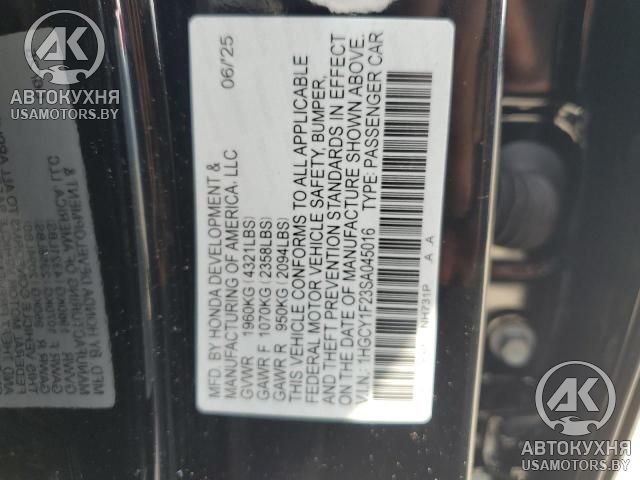 MFD. BY HONDA DEVELOPMENT & 06/'25
MANUFACTURING OF AMERICA, LLC
GVWR 1960KG (4321LBS)
GAWR F 1070KG (2358LBS)
GAWR R 950KG (2094LBS)
THIS VEHICLE CONFORMS TO ALL APPLICABLE
FEDERAL MOTOR VEHICLE SAFETY, BUMPER,
AND THEFT PREVENTION STANDARDS IN EFFECT
ON THE DATE OF MANUFACTURE SHOWN ABOVE.
V.I.N.: 1HGCY1F23SA045016 TYPE: PASSENGER CAR
NH731P A A
AK
АВТОКУХНЯ
USAMOTORS.BY
AK
АВТОКУХНЯ
USAMOTORS.BY